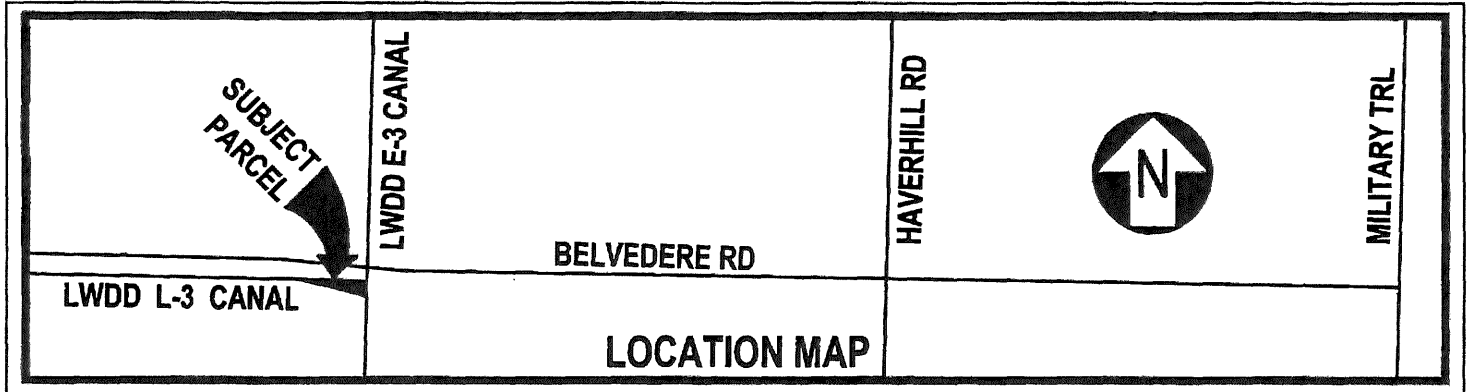 SUBJECT
PARCEL
LWDD E-3 CANAL
HAVERHILL RD
N
MILITARY TRL
BELVEDERE RD
LWDD L-3 CANAL
LOCATION MAP